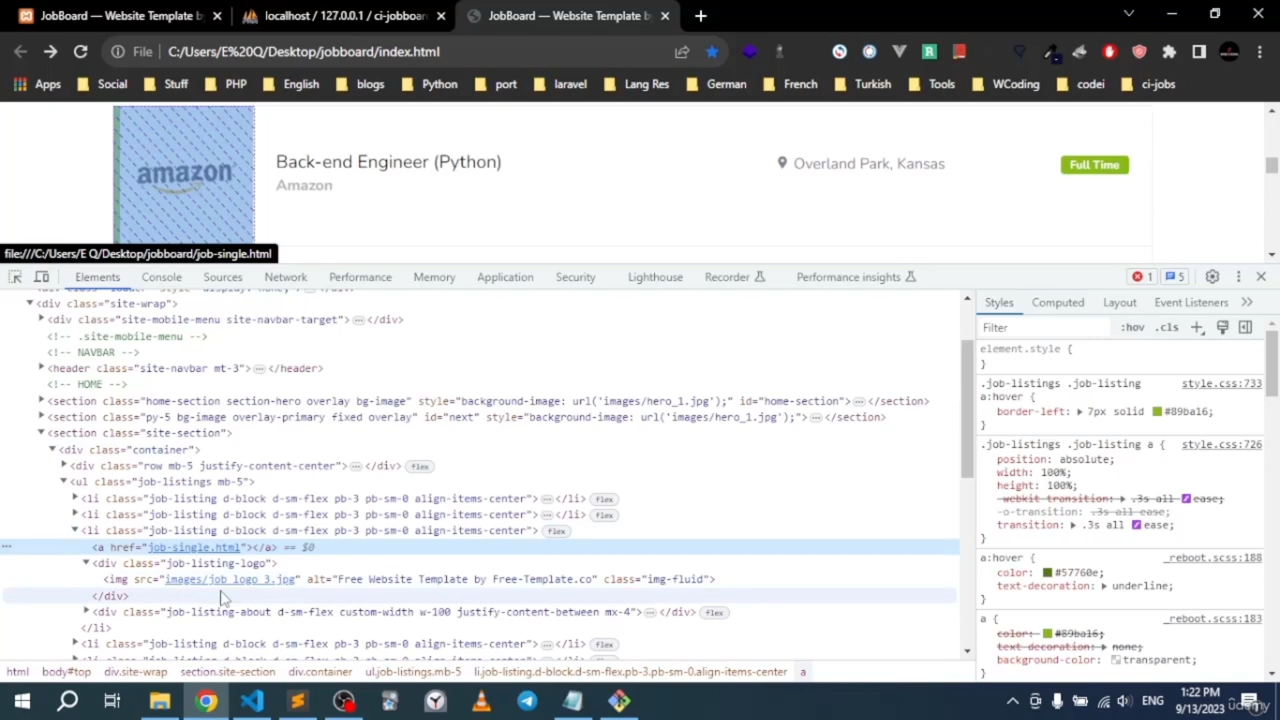 JobBoard — Website Template by
localhost / 127.0.0.1 / ci-jobboar
JobBoard — Website Template by
File
C:/Users/E%20Q/Desktop/jobboard/index.html
Apps
Social
Stuff
PHP
English
blogs
Python
port
laravel
Lang Res
German
French
Turkish
Tools
WCoding
codei
ci-jobs
amazon
Back-end Engineer (Python)
Amazon
Overland Park, Kansas
Full Time
file:///C:/Users/E Q/Desktop/jobboard/job-single.html
Elements
Console
Sources
Network
Performance
Memory
Application
Security
Lighthouse
Recorder
Performance insights
1
5
<div class="site-wrap">
<div class="site-mobile-menu site-navbar-target"> … </div>
<!-- .site-mobile-menu -->
<!-- NAVBAR -->
<header class="site-navbar mt-3"> … </header>
<!-- HOME -->
<section class="home-section section-hero overlay bg-image" style="background-image: url('images/hero_1.jpg');" id="home-section"> … </section>
<section class="py-5 bg-image overlay-primary fixed overlay" id="next" style="background-image: url('images/hero_1.jpg');"> … </section>
<section class="site-section">
<div class="container">
<div class="row mb-5 justify-content-center"> … </div> flex
<ul class="job-listings mb-5">
<li class="job-listing d-block d-sm-flex pb-3 pb-sm-0 align-items-center"> … </li> flex
<li class="job-listing d-block d-sm-flex pb-3 pb-sm-0 align-items-center"> … </li> flex
<li class="job-listing d-block d-sm-flex pb-3 pb-sm-0 align-items-center"> flex
<a href="job-single.html"></a> == $0
<div class="job-listing-logo">
<img src="images/job_logo_3.jpg" alt="Free Website Template by Free-Template.co" class="img-fluid">
</div>
<div class="job-listing-about d-sm-flex custom-width w-100 justify-content-between mx-4"> … </div> flex
</li>
<li class="job-listing d-block d-sm-flex pb-3 pb-sm-0 align-items-center"> … </li> flex
html
body#top
div.site-wrap
section.site-section
div.container
ul.job-listings.mb-5
li.job-listing.d-block.d-sm-flex.pb-3.pb-sm-0.align-items-center
a
Styles
Computed
Layout
Event Listeners
Filter
:hov
.cls
element.style {
}
.job-listings .job-listing style.css:733
a:hover {
border-left: 7px solid #89ba16;
}
.job-listings .job-listing a { style.css:726
position: absolute;
width: 100%;
height: 100%;
-webkit-transition: .3s all ease;
-o-transition: .3s all ease;
transition: .3s all ease;
}
a:hover { _reboot.scss:188
color: #57760e;
text-decoration: underline;
}
a { _reboot.scss:183
color: #89ba16;
text-decoration: none;
background-color: transparent;
}
ENG
1:22 PM
9/13/2023
udemy